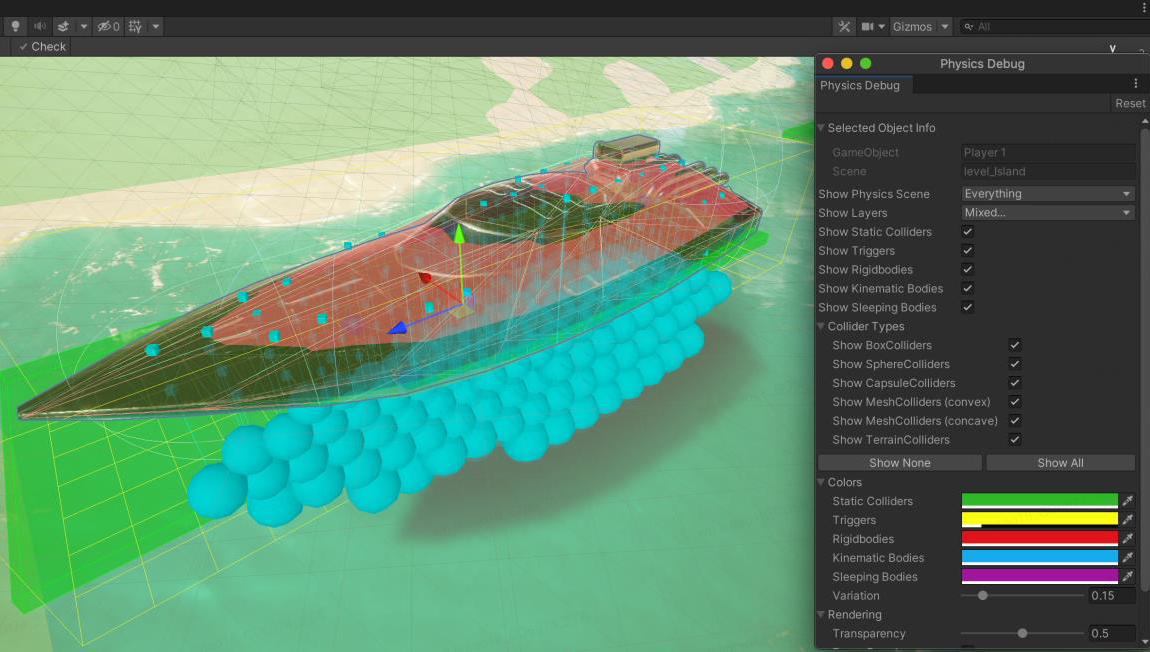 0
Gizmos
All
✓ Check
y
Physics Debug
Physics Debug
Reset
Selected Object Info
GameObject Player 1
Scene level_Island
Show Physics Scene Everything
Show Layers Mixed...
Show Static Colliders
Show Triggers
Show Rigidbodies
Show Kinematic Bodies
Show Sleeping Bodies
Collider Types
Show BoxColliders
Show SphereColliders
Show CapsuleColliders
Show MeshColliders (convex)
Show MeshColliders (concave)
Show TerrainColliders
Show None Show All
Colors
Static Colliders
Triggers
Rigidbodies
Kinematic Bodies
Sleeping Bodies
Variation 0.15
Rendering
Transparency 0.5